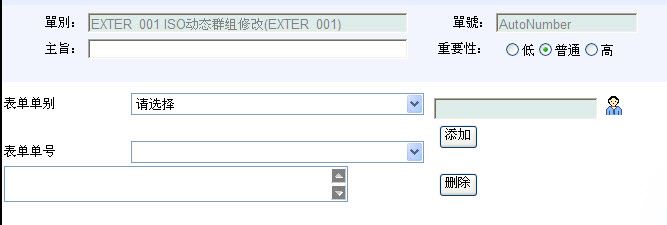 單別： EXTER 001 ISO动态群组修改(EXTER 001) 單號： AutoNumber
主旨： 重要性： 低 普通 高
表单单别 请选择
添加
表单单号
删除